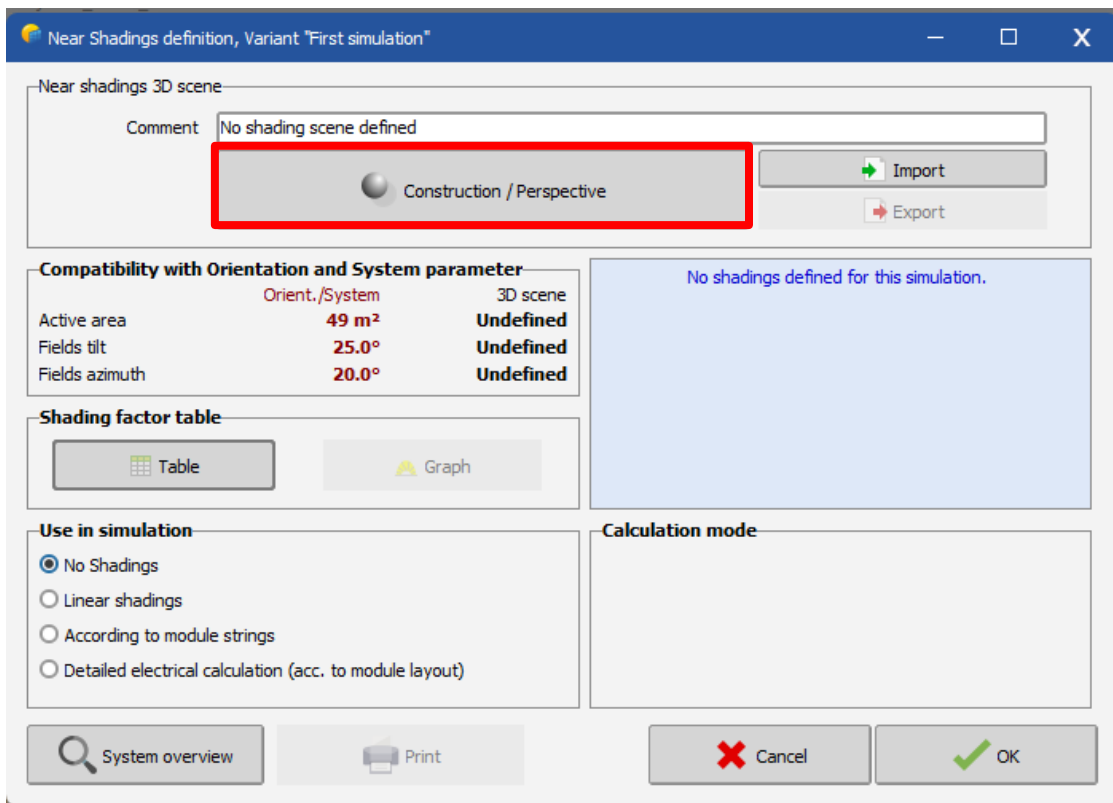 Near Shadings definition, Variant "First simulation"
Near shadings 3D scene
Comment No shading scene defined
Construction / Perspective
Import
Export
Compatibility with Orientation and System parameter
Orient./System 3D scene
Active area 49 m² Undefined
Fields tilt 25.0° Undefined
Fields azimuth 20.0° Undefined
No shadings defined for this simulation.
Shading factor table
Table Graph
Use in simulation
No Shadings
Linear shadings
According to module strings
Detailed electrical calculation (acc. to module layout)
Calculation mode
System overview Print Cancel OK